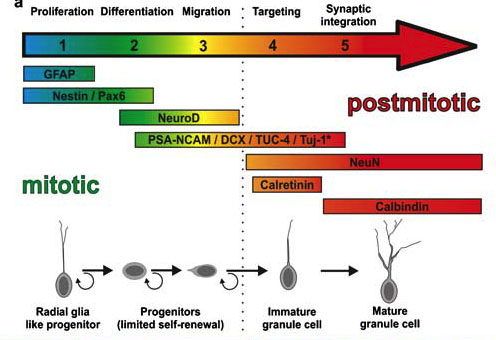 a
Proliferation Differentiation Migration Targeting Synaptic
integration
1 2 3 4 5
GFAP
Nestin / Pax6
postmitotic
NeuroD
PSA-NCAM / DCX / TUC-4 / Tuj-1*
NeuN
mitotic
Calretinin
Calbindin
Radial glia
like progenitor
Progenitors
(limited self-renewal)
Immature
granule cell
Mature
granule cell